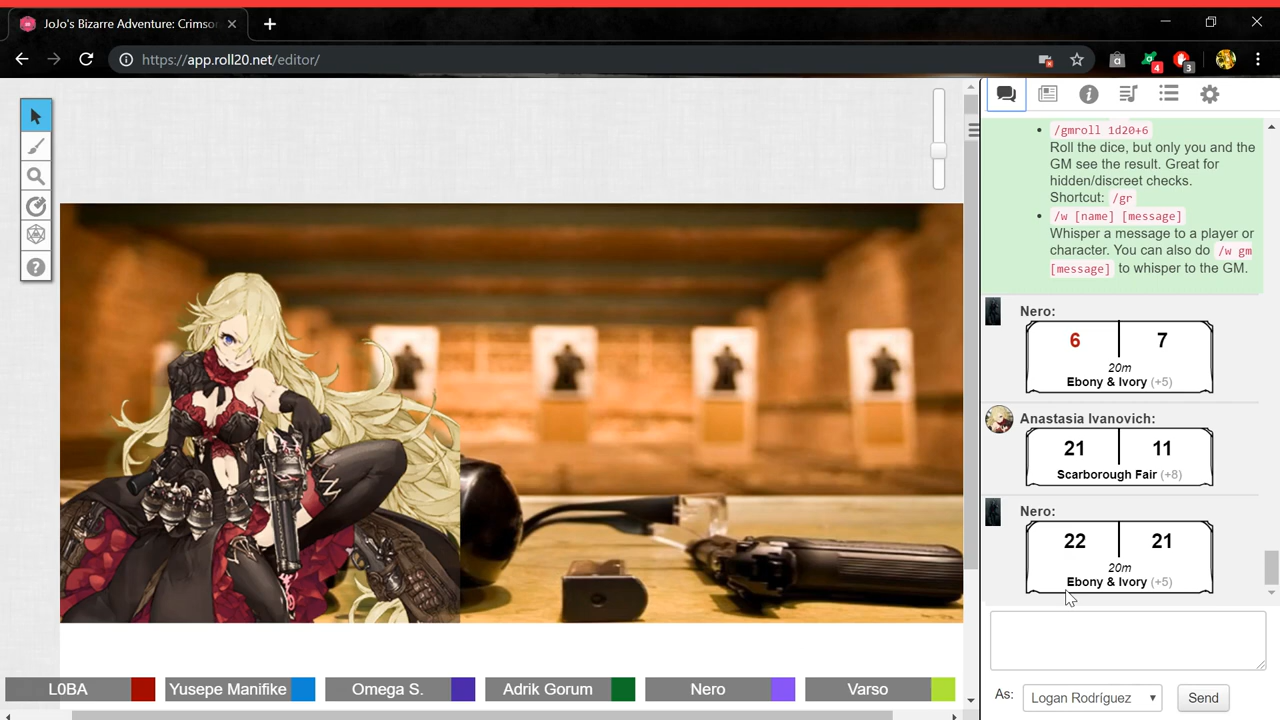 JoJo's Bizarre Adventure: Crimso
https://app.roll20.net/editor/
4
3
/gmroll 1d20+6
Roll the dice, but only you and the
GM see the result. Great for
hidden/discreet checks.
Shortcut: /gr
/w [name] [message]
Whisper a message to a player or
character. You can also do /w gm
[message] to whisper to the GM.
Nero:
6 7
20m
Ebony & Ivory (+5)
Anastasia Ivanovich:
21 11
Scarborough Fair (+8)
Nero:
22 21
20m
Ebony & Ivory (+5)
As: Logan Rodríguez Send
L0BA Yusepe Manifike Omega S. Adrik Gorum Nero Varso